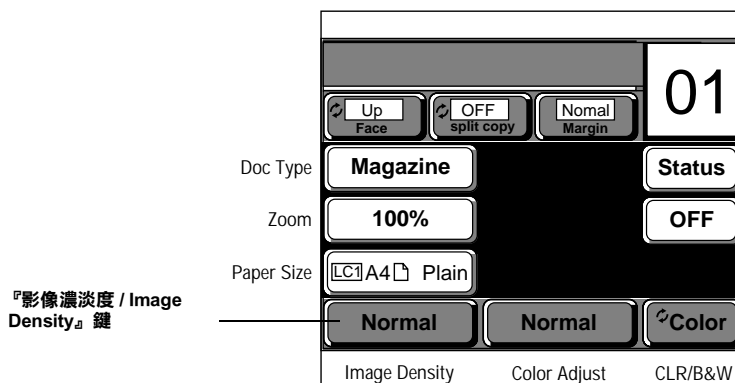 01
Up
OFF
Nomal
Face
split copy
Margin
Doc Type
Magazine
Status
Zoom
100%
OFF
Paper Size
LC1 A4 Plain
『影像濃淡度 / Image
Density』鍵
Normal
Normal
Color
Image Density
Color Adjust
CLR/B&W